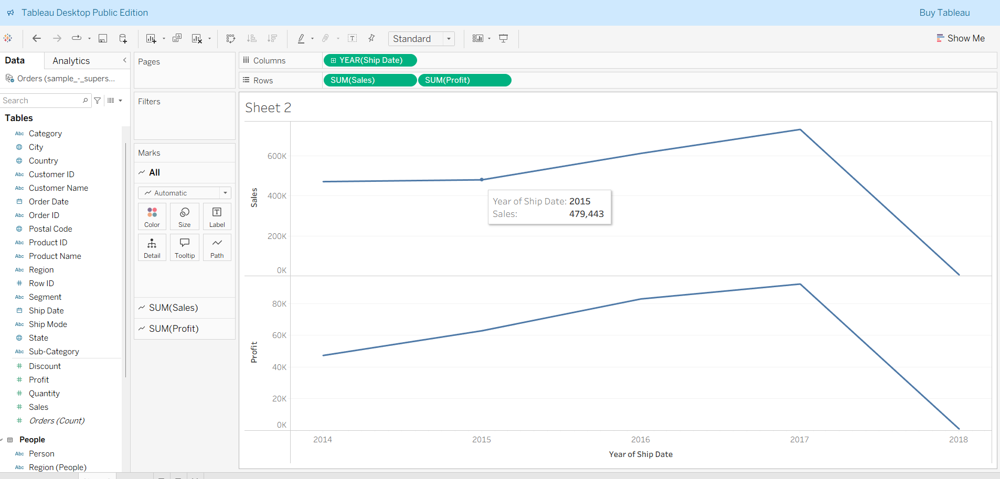 Tableau Desktop Public Edition
Buy Tableau
Standard
Show Me
Data
Analytics
Orders (sample_-_supers...
Search
Tables
Abc Category
City
Country
Abc Customer ID
Abc Customer Name
Order Date
Abc Order ID
Postal Code
Abc Product ID
Abc Product Name
Abc Region
# Row ID
Abc Segment
Ship Date
Abc Ship Mode
State
Abc Sub-Category
# Discount
# Profit
# Quantity
# Sales
# Orders (Count)
People
Abc Person
Abc Region (People)
Pages
Filters
Marks
All
Automatic
Color
Size
Label
Detail
Tooltip
Path
SUM(Sales)
SUM(Profit)
Columns
YEAR(Ship Date)
Rows
SUM(Sales)
SUM(Profit)
Sheet 2
Sales
600K
400K
200K
0K
Year of Ship Date: 2015
Sales: 479,443
Profit
80K
60K
40K
20K
0K
2014
2015
2016
2017
2018
Year of Ship Date